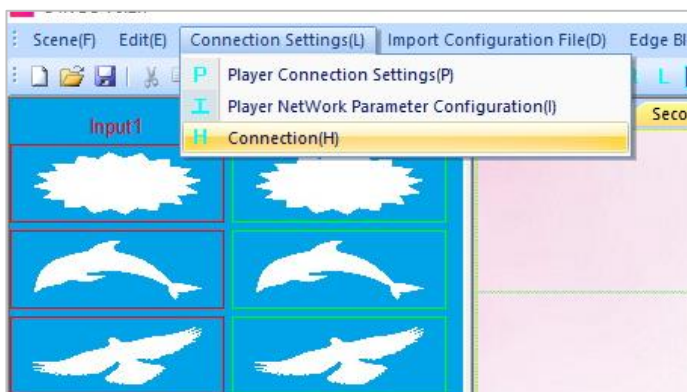 Scene(F) Edit(E) Connection Settings(L) Import Configuration File(D) Edge Bl
P Player Connection Settings(P)
I Player NetWork Parameter Configuration(I)
H Connection(H)
L
Input1
Seco